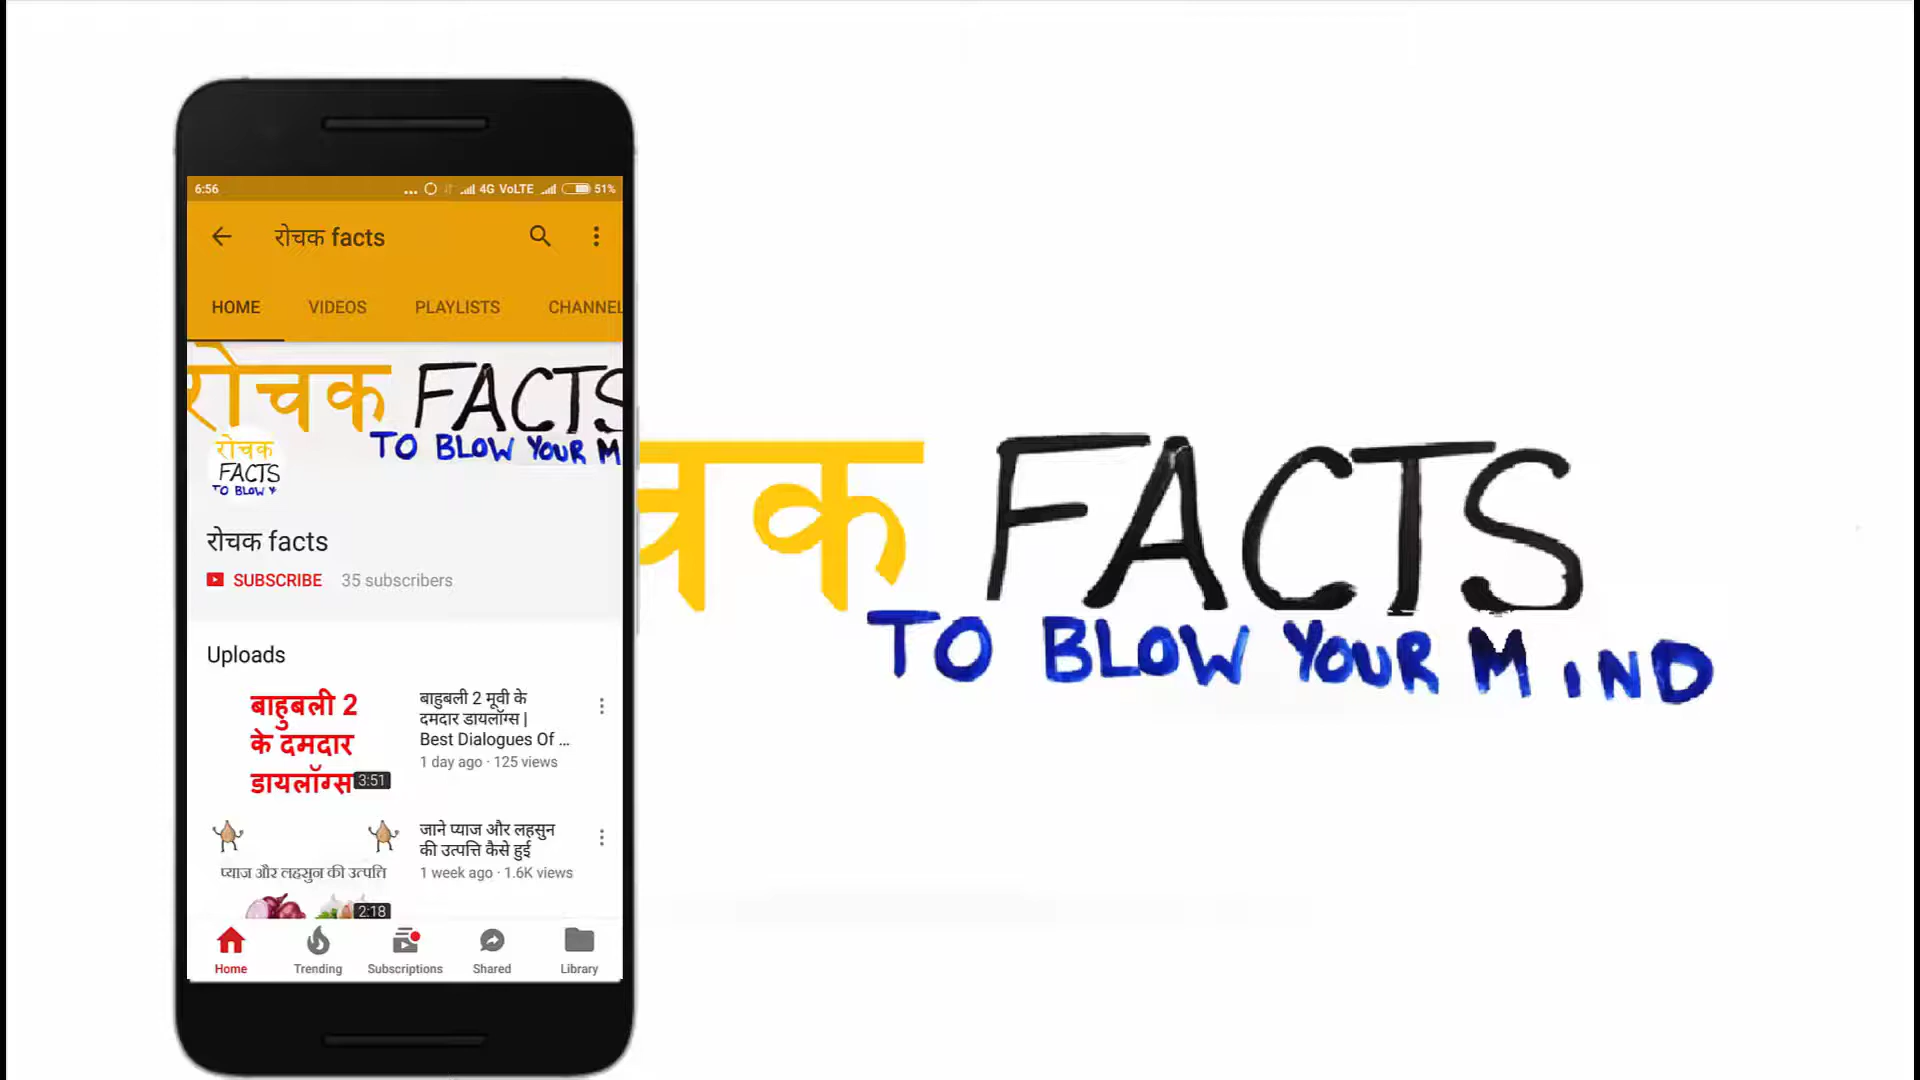 6:56 ... 4G VoLTE 51%
रोचक facts
HOME VIDEOS PLAYLISTS CHANNEL
रोचक FACTS
TO BLOW YOUR M
रोचक
FACTS
TO BLOW Y
रोचक facts
SUBSCRIBE 35 subscribers
Uploads
बाहुबली 2
के दमदार
डायलॉग्स
3:51
बाहुबली 2 मूवी के
दमदार डायलॉग्स |
Best Dialogues Of ...
1 day ago · 125 views
प्याज और लहसुन की उत्पत्ति
2:18
जाने प्याज और लहसुन
की उत्पत्ति कैसे हुई
1 week ago · 1.6K views
Home Trending Subscriptions Shared Library
चक FACTS
TO BLOW YOUR MIND